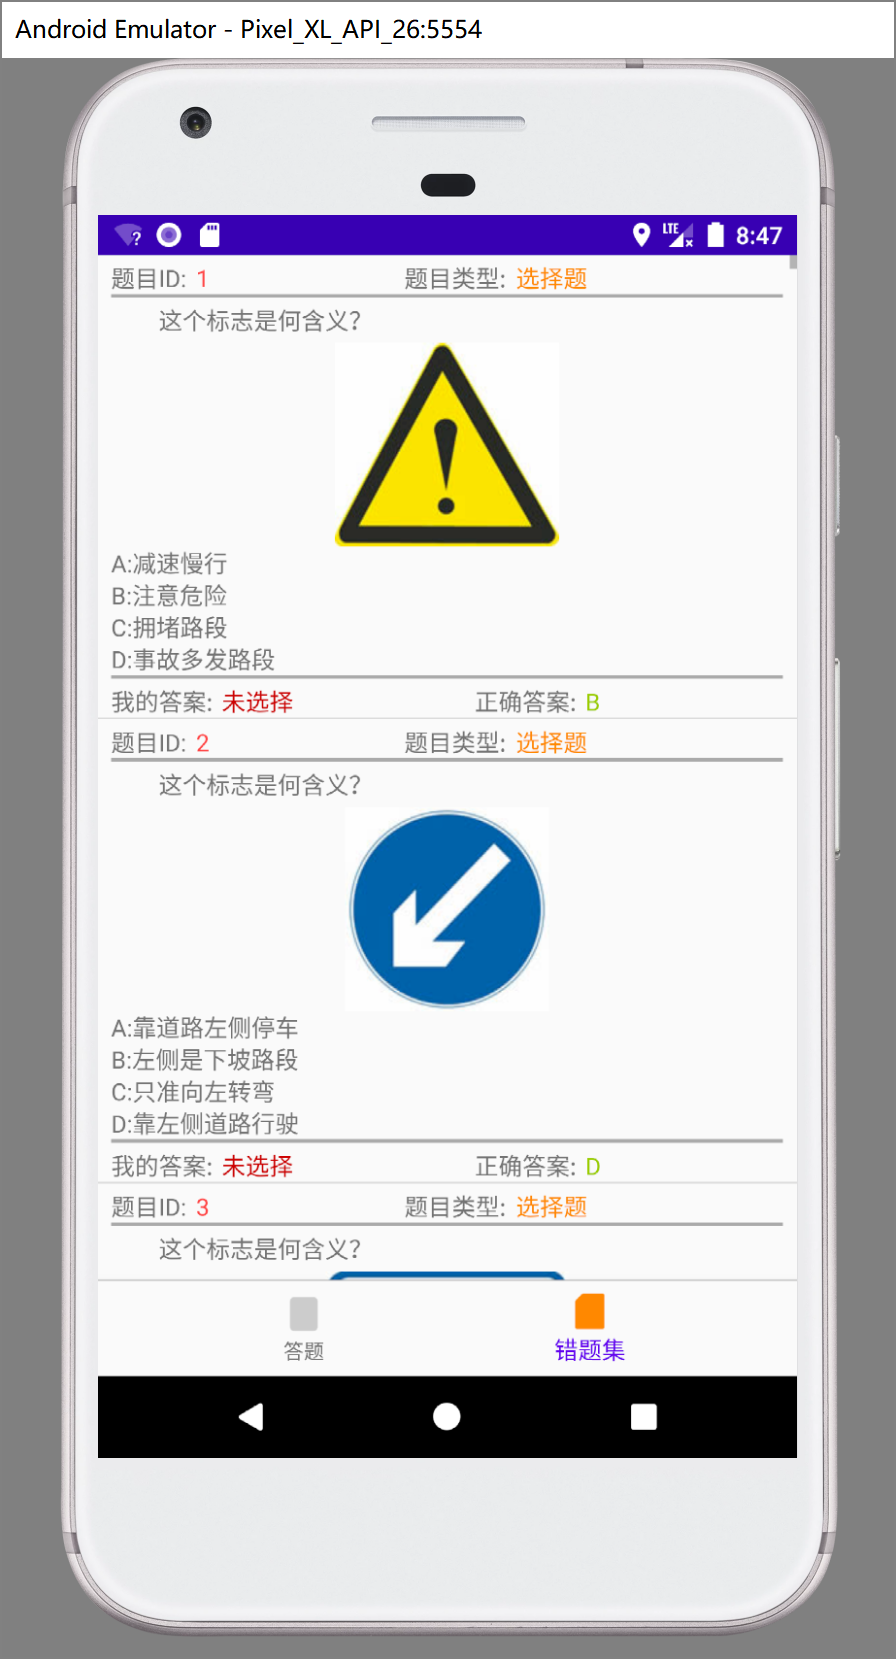 Android Emulator - Pixel_XL_API_26:5554
LTE 8:47
题目ID: 1 题目类型: 选择题
这个标志是何含义?
A:减速慢行
B:注意危险
C:拥堵路段
D:事故多发路段
我的答案: 未选择 正确答案: B
题目ID: 2 题目类型: 选择题
这个标志是何含义?
A:靠道路左侧停车
B:左侧是下坡路段
C:只准向左转弯
D:靠左侧道路行驶
我的答案: 未选择 正确答案: D
题目ID: 3 题目类型: 选择题
这个标志是何含义?
答题 错题集